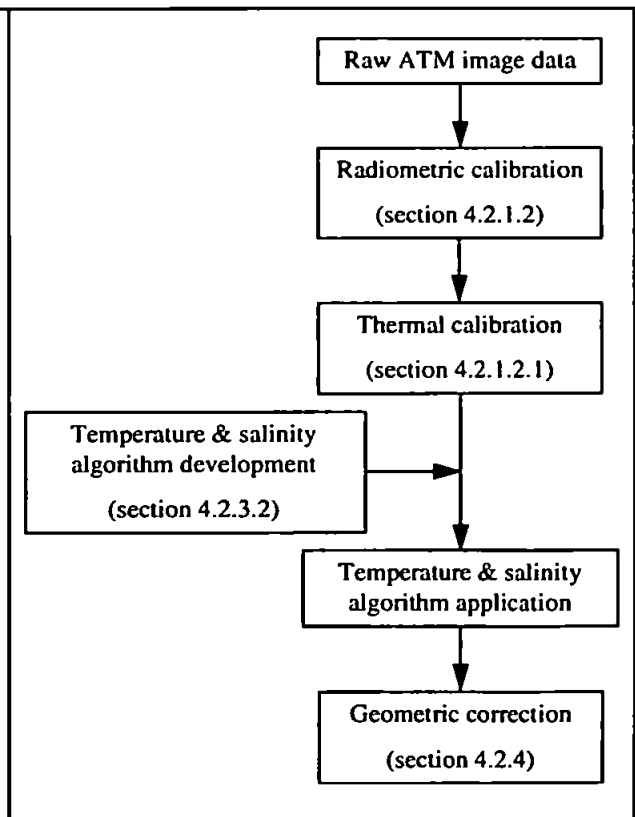 Raw ATM image data
Radiometric calibration
(section 4.2.1.2)
Thermal calibration
(section 4.2.1.2.1)
Temperature & salinity
algorithm development
(section 4.2.3.2)
Temperature & salinity
algorithm application
Geometric correction
(section 4.2.4)